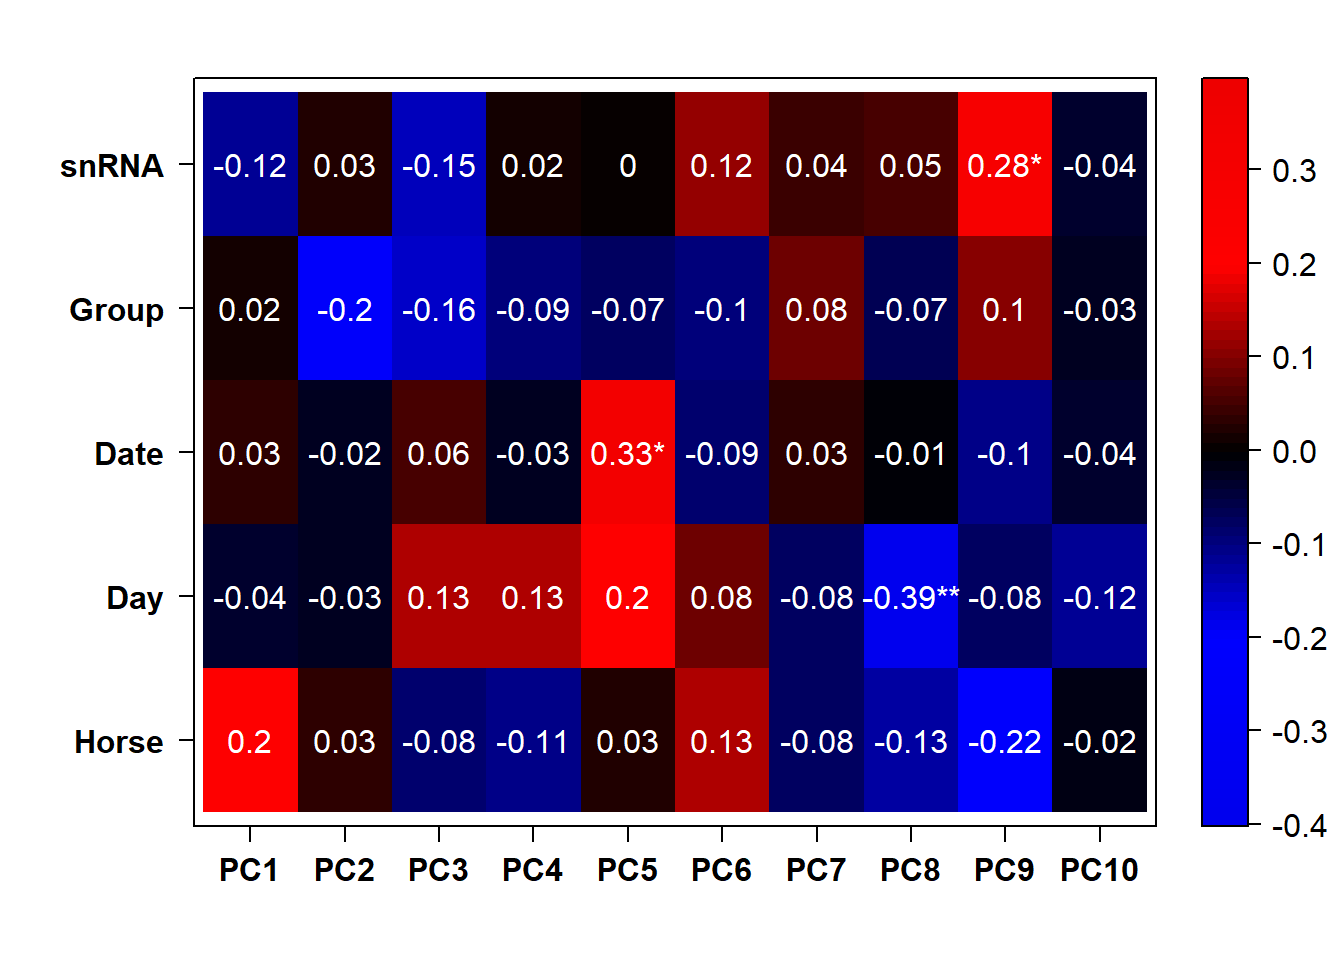 snRNA -0.12 0.03 -0.15 0.02 0 0.12 0.04 0.05 0.28* -0.04
Group 0.02 -0.2 -0.16 -0.09 -0.07 -0.1 0.08 -0.07 0.1 -0.03
Date 0.03 -0.02 0.06 -0.03 0.33* -0.09 0.03 -0.01 -0.1 -0.04
Day -0.04 -0.03 0.13 0.13 0.2 0.08 -0.08 -0.39** -0.08 -0.12
Horse 0.2 0.03 -0.08 -0.11 0.03 0.13 -0.08 -0.13 -0.22 -0.02
PC1 PC2 PC3 PC4 PC5 PC6 PC7 PC8 PC9 PC10
0.3
0.2
0.1
0.0
-0.1
-0.2
-0.3
-0.4